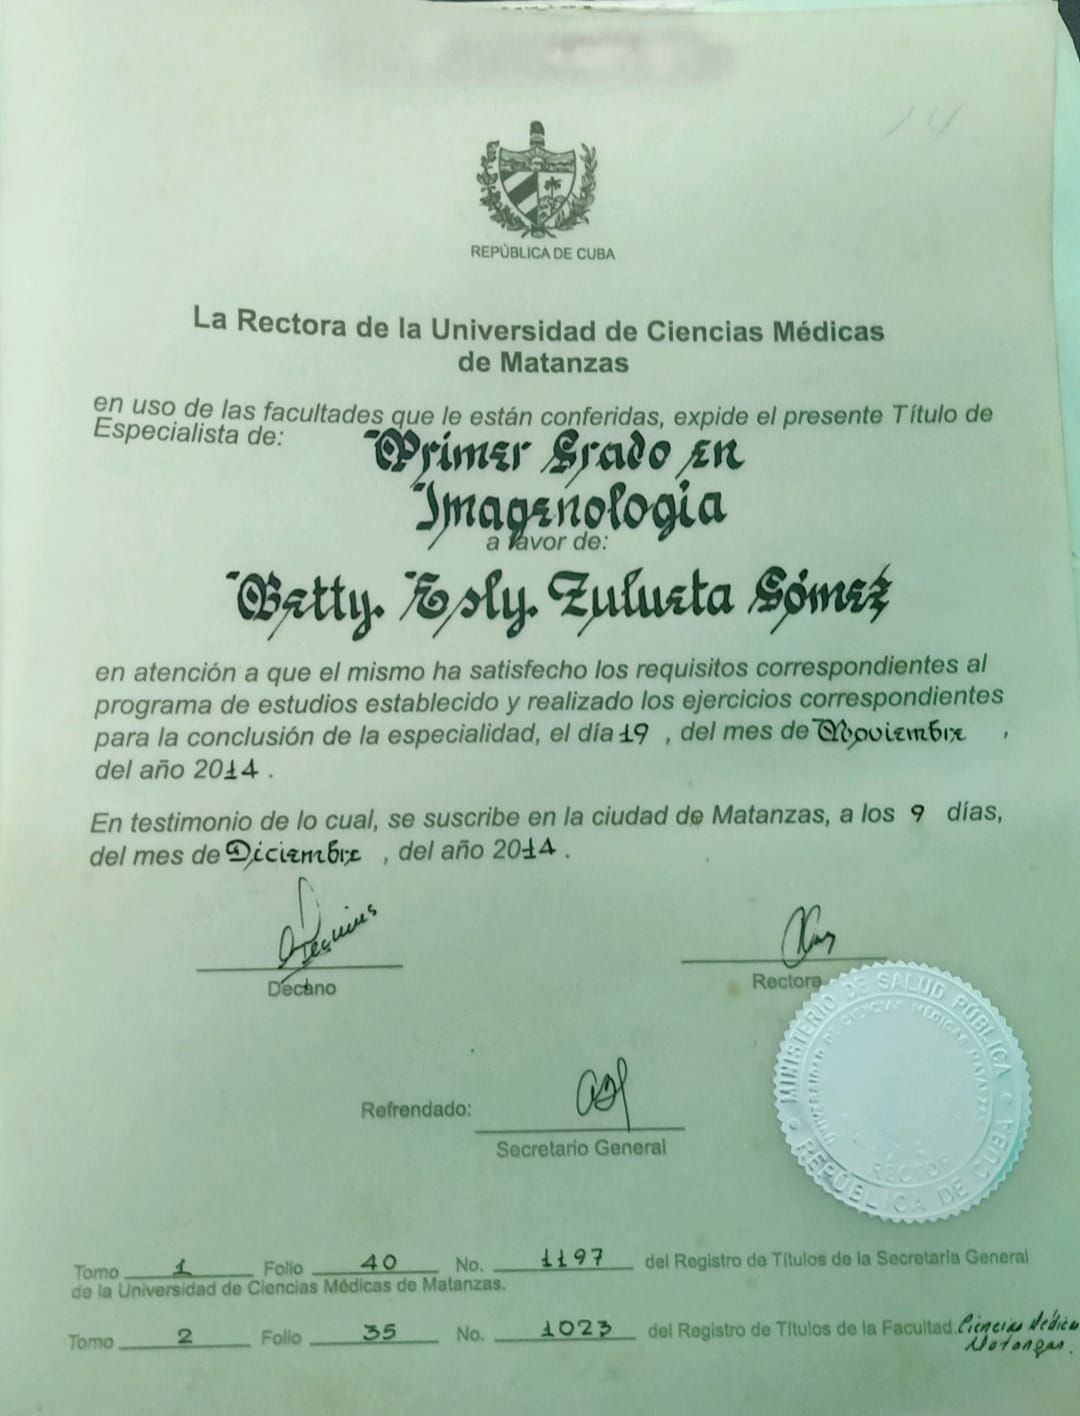 14
REPÚBLICA DE CUBA
La Rectora de la Universidad de Ciencias Médicas
de Matanzas
en uso de las facultades que le están conferidas, expide el presente Título de
Especialista de:
Primer Grado en
Imagenología
a favor de:
Betty. Esly. Zulueta Gómez
en atención a que el mismo ha satisfecho los requisitos correspondientes al
programa de estudios establecido y realizado los ejercicios correspondientes
para la conclusión de la especialidad, el día 19 , del mes de Noviembre ,
del año 2014 .
En testimonio de lo cual, se suscribe en la ciudad de Matanzas, a los 9 días,
del mes de Diciembre , del año 2014 .
Decano
Rectora
MINISTERIO DE SALUD PÚBLICA
UNIVERSIDAD DE CIENCIAS MÉDICAS MATANZAS
RECTOR
REPÚBLICA DE CUBA
Refrendado:
Secretario General
Tomo 1 Folio 40 No. 1197 del Registro de Títulos de la Secretaría General
de la Universidad de Ciencias Médicas de Matanzas.
Tomo 2 Folio 35 No. 1023 del Registro de Títulos de la Facultad. Ciencias Médicas
Matanzas.